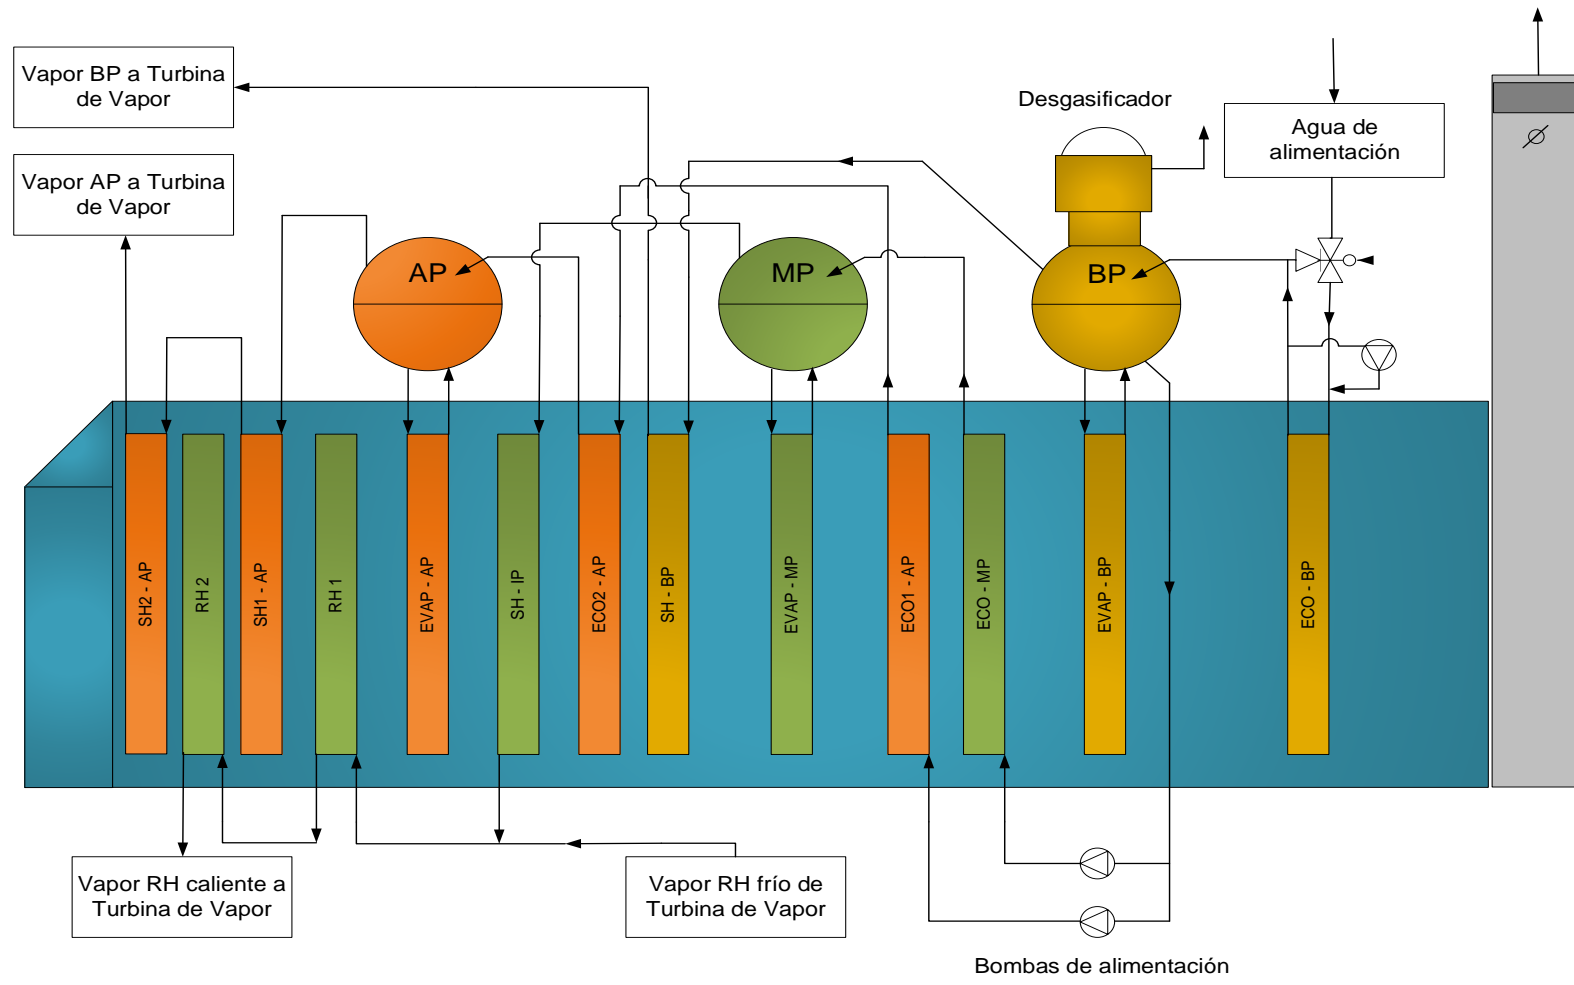 Vapor BP a Turbina
de Vapor
Desgasificador
Agua de
alimentación
Vapor AP a Turbina
de Vapor
AP
MP
BP
SH2 - AP
RH 2
SH1 - AP
RH 1
EVAP - AP
SH - IP
ECO2 - AP
SH - BP
EVAP - MP
ECO1 - AP
ECO - MP
EVAP - BP
ECO - BP
Vapor RH caliente a
Turbina de Vapor
Vapor RH frío de
Turbina de Vapor
Bombas de alimentación